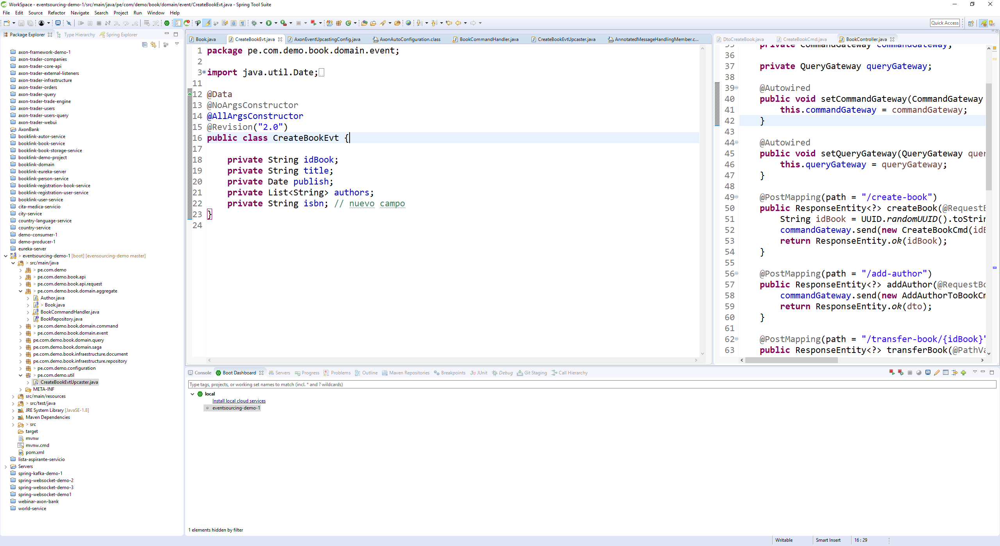 WorkSpace - eventsourcing-demo-1/src/main/java/pe/com/demo/book/domain/event/CreateBookEvt.java - Spring Tool Suite
File Edit Source Refactor Navigate Search Project Run Window Help
Quick Access
Package Explorer Type Hierarchy Spring Explorer
axon-framework-demo-1
axon-trader-companies
axon-trader-core-api
axon-trader-external-listeners
axon-trader-infrastructure
axon-trader-orders
axon-trader-query
axon-trader-trade-engine
axon-trader-users
axon-trader-users-query
axon-trader-webui
AxonBank
booklink-autor-service
booklink-book-service
booklink-book-storage-service
booklink-demo-project
booklink-domain
booklink-eureka-server
booklink-person-service
booklink-registration-book-service
booklink-registration-user-service
booklink-user-service
cita-medica-servicio
city-service
country-language-service
country-service
demo-consumer-1
demo-producer-1
eureka-server
> eventsourcing-demo-1 [boot] [evensourcing-demo master]
> src/main/java
> pe.com.demo
> pe.com.demo.book.api
> pe.com.demo.book.api.request
> pe.com.demo.book.domain.aggregate
Author.java
> Book.java
BookCommandHandler.java
BookRepository.java
> pe.com.demo.book.domain.command
> pe.com.demo.book.domain.event
pe.com.demo.book.domain.query
pe.com.demo.book.domain.saga
pe.com.demo.book.infraestructure.document
pe.com.demo.book.infraestructure.repository
> pe.com.demo.configuration
> pe.com.demo.util
CreateBookEvtUpcaster.java
META-INF
src/main/resources
> src/test/java
JRE System Library [JavaSE-1.8]
Maven Dependencies
> src
target
mvnw
mvnw.cmd
pom.xml
lista-aspirante-servicio
Servers
spring-kafka-demo-1
spring-websocket-demo-2
spring-websocket-demo-3
spring-websocket-demo1
webinar-axon-bank
world-service
Book.java CreateBookEvt.java AxonEventUpcastingConfig.java AxonAutoConfiguration.class BookCommandHandler.java CreateBookEvtUpcaster.java AnnotatedMessageHandlingMember.c...
1 package pe.com.demo.book.domain.event;
2
3 import java.util.Date;
11
12 @Data
13 @NoArgsConstructor
14 @AllArgsConstructor
15 @Revision("2.0")
16 public class CreateBookEvt {
17
18 private String idBook;
19 private String title;
20 private Date publish;
21 private List<String> authors;
22 private String isbn; // nuevo campo
23 }
24
DtoCreateBook.java CreateBookCmd.java BookController.java
35 private CommandGateway commandGateway;
36
37 private QueryGateway queryGateway;
38
39 @Autowired
40 public void setCommandGateway(CommandGateway
41 this.commandGateway = commandGateway;
42 }
43
44 @Autowired
45 public void setQueryGateway(QueryGateway quer
46 this.queryGateway = queryGateway;
47 }
48
49 @PostMapping(path = "/create-book")
50 public ResponseEntity<?> createBook(@RequestB
51 String idBook = UUID.randomUUID().toStrin
52 commandGateway.send(new CreateBookCmd(idB
53 return ResponseEntity.ok(idBook);
54 }
55
56 @PostMapping(path = "/add-author")
57 public ResponseEntity<?> addAuthor(@RequestBo
58 commandGateway.send(new AddAuthorToBookCm
59 return ResponseEntity.ok(dto);
60 }
61
62 @PostMapping(path = "/transfer-book/{idBook}"
63 public ResponseEntity<?> transferBook(@PathVa
Console Boot Dashboard Servers Progress Problems Outline Maven Repositories Breakpoints JUnit Debug Git Staging Call Hierarchy
Type tags, projects, or working set names to match (incl. * and ? wildcards)
local
Install local cloud services
eventsourcing-demo-1
1 elements hidden by filter
Writable Smart Insert 16 : 29